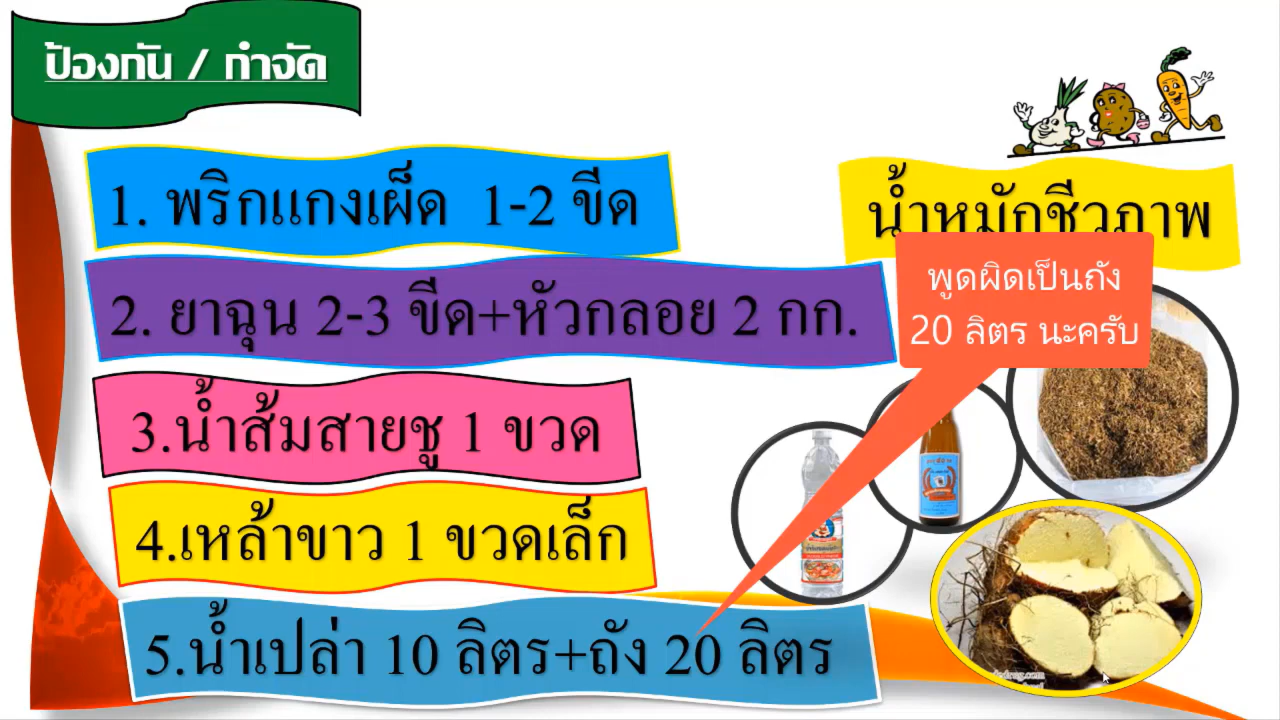 ป้องกัน / กำจัด
1. พริกแกงเผ็ด 1-2 ขีด
2. ยาฉุน 2-3 ขีด+หัวกลอย 2 กก.
3.น้ำส้มสายชู 1 ขวด
4.เหล้าขาว 1 ขวดเล็ก
5.น้ำเปล่า 10 ลิตร+ถัง 20 ลิตร
น้ำหมักชีวภาพ
พูดผิดเป็นถัง
20 ลิตร นะครับ